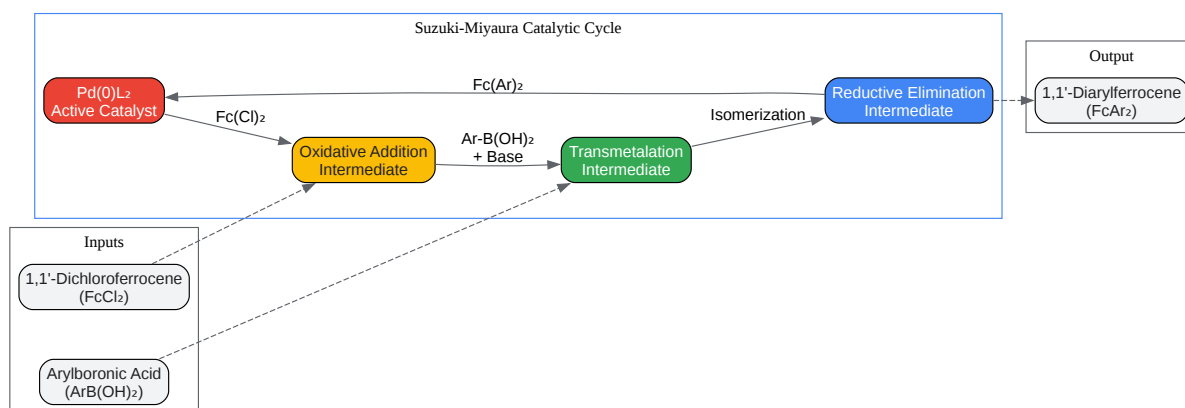 Suzuki-Miyaura Catalytic Cycle
Output
Pd(0)L₂
Active Catalyst
Fc(Ar)₂
Reductive Elimination
Intermediate
1,1'-Diarylferrocene
(FcAr₂)
Fc(Cl)₂
Isomerization
Oxidative Addition
Intermediate
Ar-B(OH)₂
+ Base
Transmetalation
Intermediate
Inputs
1,1'-Dichloroferrocene
(FcCl₂)
Arylboronic Acid
(ArB(OH)₂)